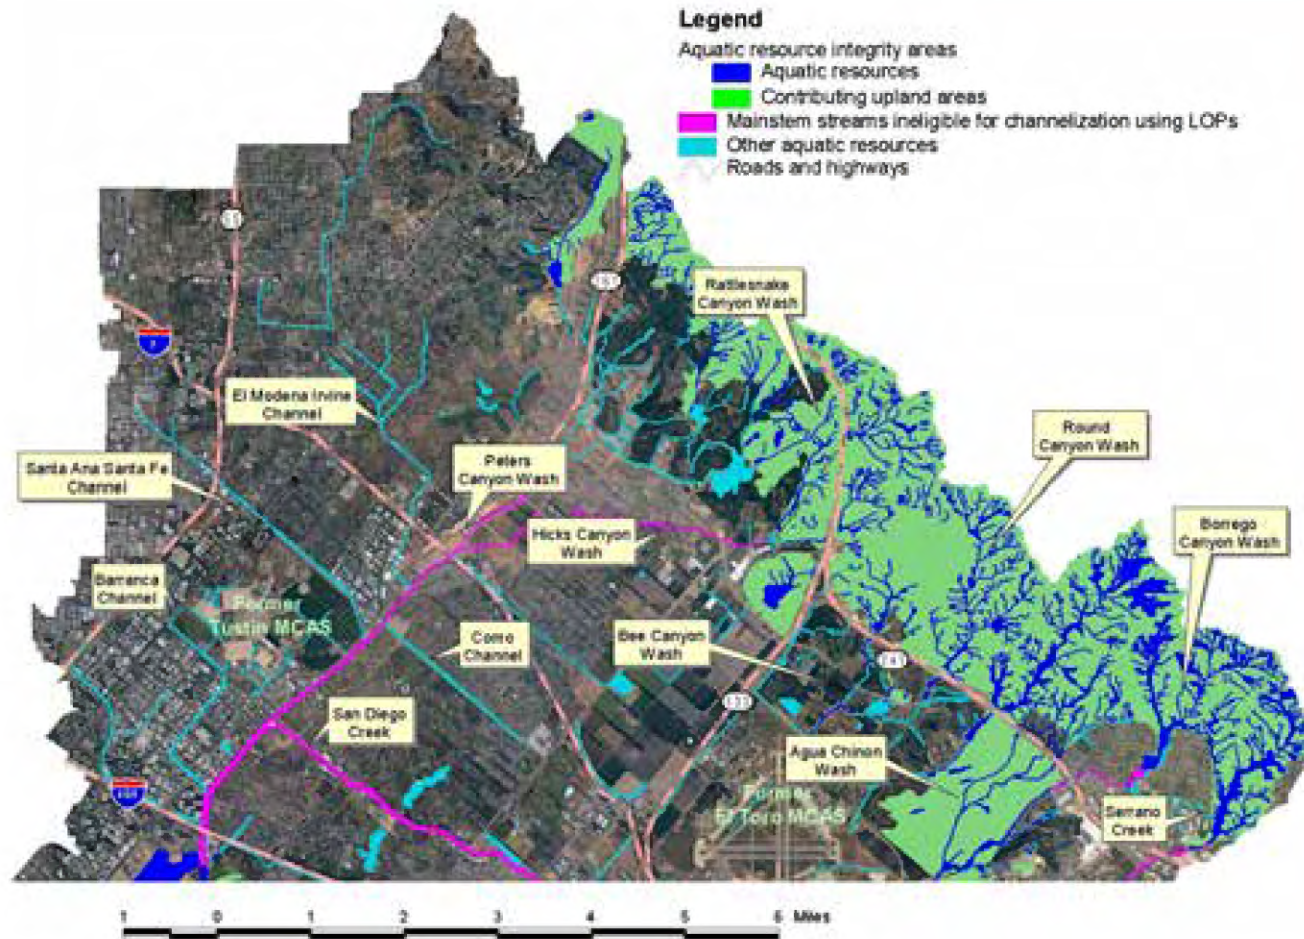 Legend
Aquatic resource integrity areas
Aquatic resources
Contributing upland areas
Mainstem streams ineligible for channelization using LOPs
Other aquatic resources
Roads and highways
Rattlesnake
Canyon Wash
El Modena Irvine
Channel
Round
Canyon Wash
Santa Ana Santa Fe
Channel
Peters
Canyon Wash
Hicks Canyon
Wash
Borrego
Canyon Wash
Barranca
Channel
Former
Tustin MCAS
Como
Channel
Bee Canyon
Wash
133
San Diego
Creek
Agua Chinon
Wash
Former
El Toro MCAS
Serrano
Creek
1 0 1 2 3 4 5 6 Miles